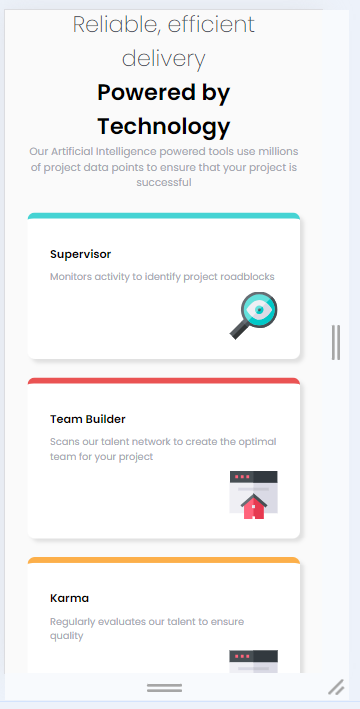 Reliable, efficient
delivery
Powered by
Technology
Our Artificial Intelligence powered tools use millions
of project data points to ensure that your project is
successful
Supervisor
Monitors activity to identify project roadblocks
Team Builder
Scans our talent network to create the optimal
team for your project
Karma
Regularly evaluates our talent to ensure
quality